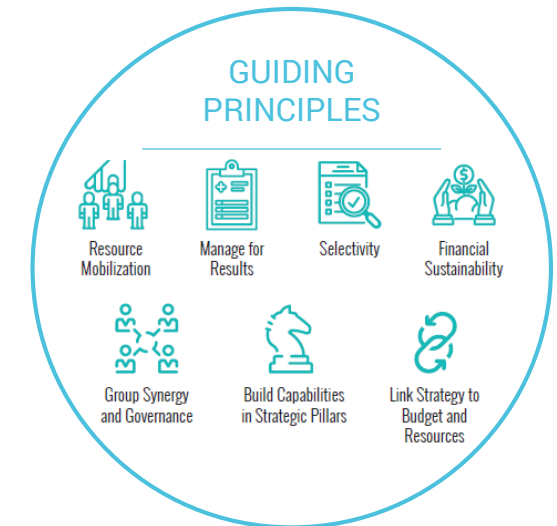 GUIDING
PRINCIPLES
Resource
Mobilization
Manage for
Results
Selectivity
Financial
Sustainability
Group Synergy
and Governance
Build Capabilities
in Strategic Pillars
Link Strategy to
Budget and
Resources